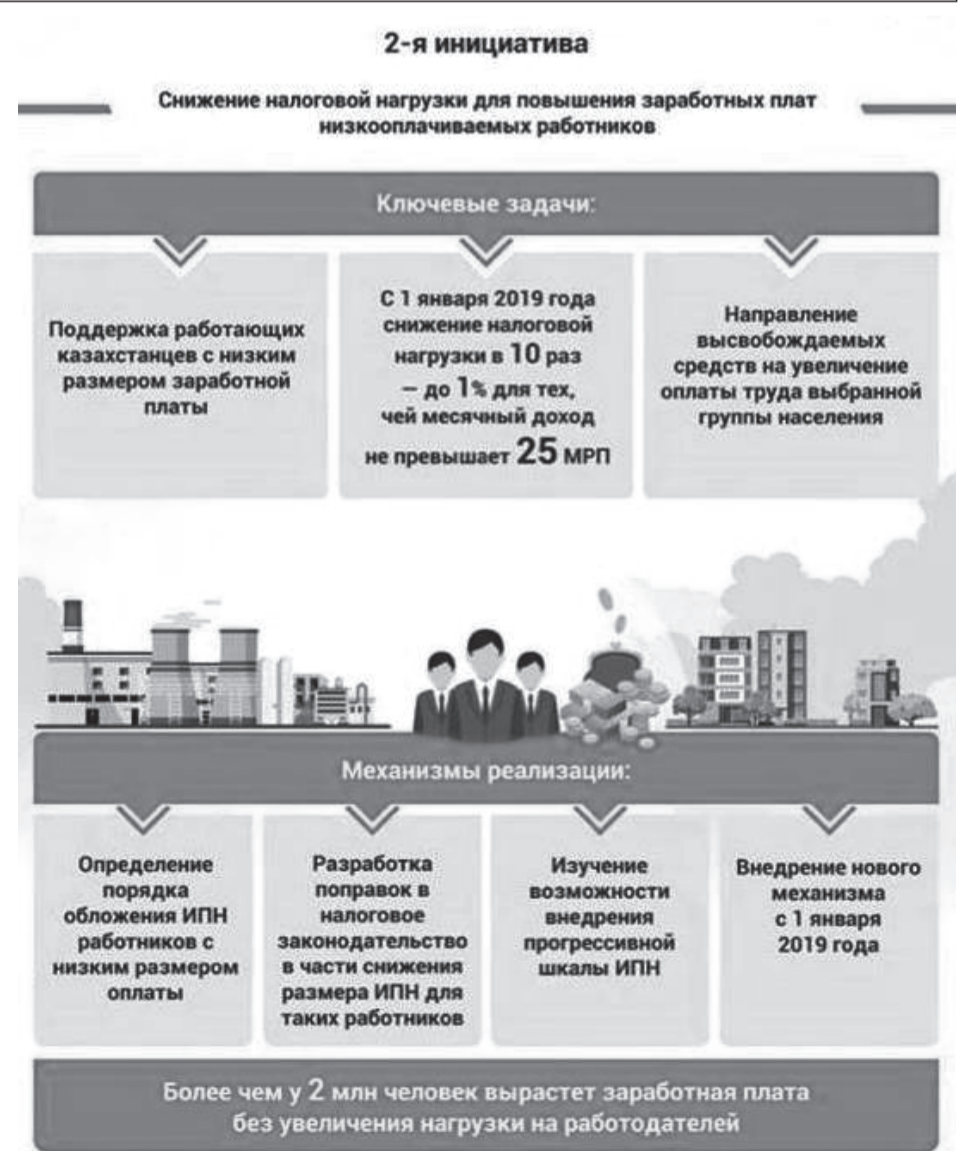 2-я инициатива
Снижение налоговой нагрузки для повышения заработных плат
низкооплачиваемых работников
Ключевые задачи:
Поддержка работающих
казахстанцев с низким
размером заработной
платы
С 1 января 2019 года
снижение налоговой
нагрузки в 10 раз
— до 1% для тех,
чей месячный доход
не превышает 25 МРП
Направление
высвобождаемых
средств на увеличение
оплаты труда выбранной
группы населения
Механизмы реализации:
Определение
порядка
обложения ИПН
работников с
низким размером
оплаты
Разработка
поправок в
налоговое
законодательство
в части снижения
размера ИПН для
таких работников
Изучение
возможности
внедрения
прогрессивной
шкалы ИПН
Внедрение нового
механизма
с 1 января
2019 года
Более чем у 2 млн человек вырастет заработная плата
без увеличения нагрузки на работодателей